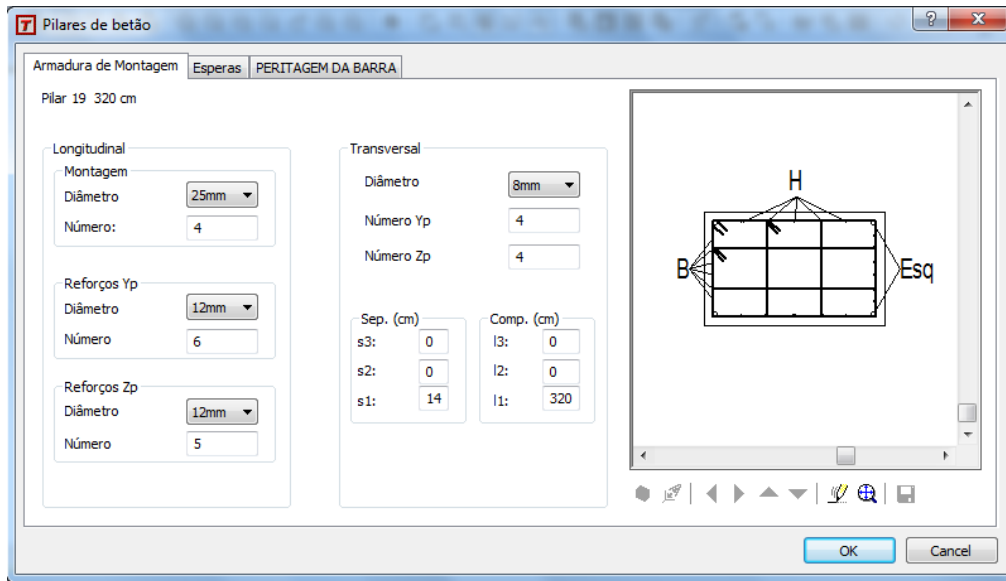 T Pilares de betão
Armadura de Montagem Esperas PERITAGEM DA BARRA
Pilar 19 320 cm
Longitudinal
Montagem
Diâmetro 25mm
Número: 4
Reforços Yp
Diâmetro 12mm
Número 6
Reforços Zp
Diâmetro 12mm
Número 5
Transversal
Diâmetro 8mm
Número Yp 4
Número Zp 4
Sep. (cm)
s3: 0
s2: 0
s1: 14
Comp. (cm)
l3: 0
l2: 0
l1: 320
H
B Esq
OK Cancel